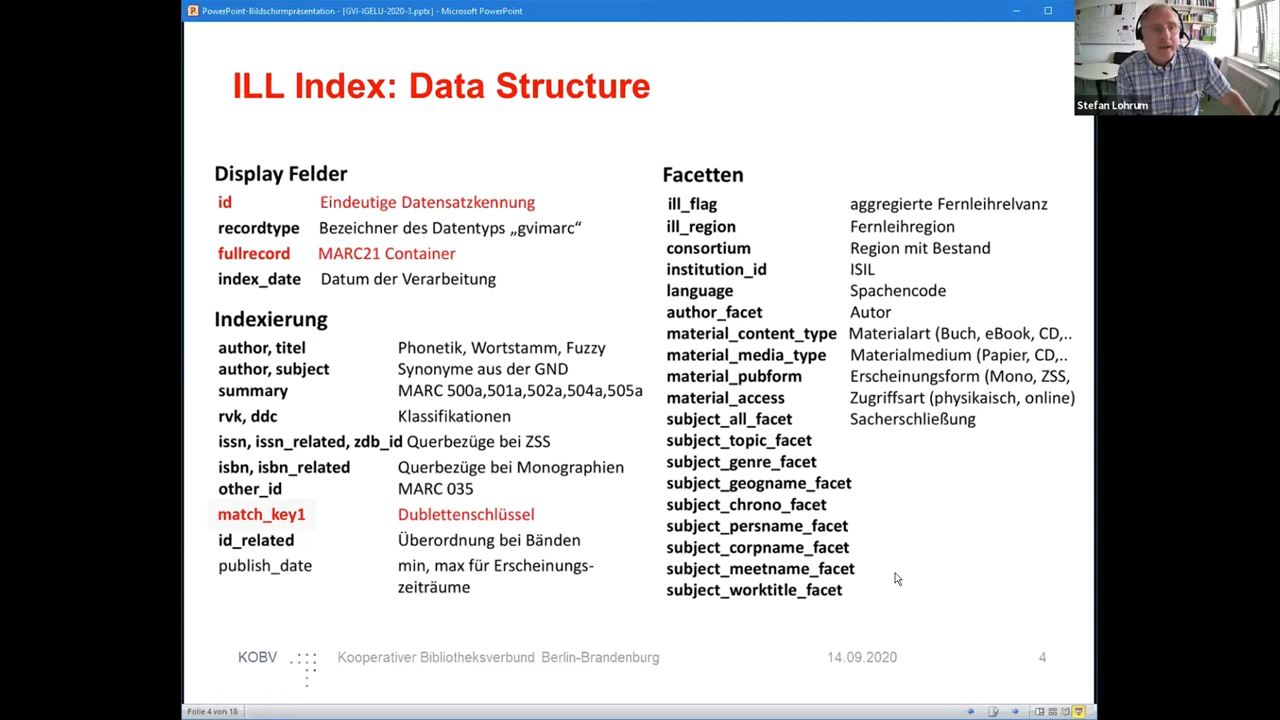 PowerPoint-Bildschirmpräsentation - [GVI-IGELU-2020-3.pptx] - Microsoft PowerPoint
Stefan Lohrum
ILL Index: Data Structure
Display Felder
id Eindeutige Datensatzkennung
recordtype Bezeichner des Datentyps „gvimarc“
fullrecord MARC21 Container
index_date Datum der Verarbeitung
Indexierung
author, titel Phonetik, Wortstamm, Fuzzy
author, subject Synonyme aus der GND
summary MARC 500a,501a,502a,504a,505a
rvk, ddc Klassifikationen
issn, issn_related, zdb_id Querbezüge bei ZSS
isbn, isbn_related Querbezüge bei Monographien
other_id MARC 035
match_key1 Dublettenschlüssel
id_related Überordnung bei Bänden
publish_date min, max für Erscheinungs-
zeiträume
Facetten
ill_flag aggregierte Fernleihrelvanz
ill_region Fernleihregion
consortium Region mit Bestand
institution_id ISIL
language Spachencode
author_facet Autor
material_content_type Materialart (Buch, eBook, CD,..
material_media_type Materialmedium (Papier, CD,..
material_pubform Erscheinungsform (Mono, ZSS,
material_access Zugriffsart (physikaisch, online)
subject_all_facet Sacherschließung
subject_topic_facet
subject_genre_facet
subject_geogname_facet
subject_chrono_facet
subject_persname_facet
subject_corpname_facet
subject_meetname_facet
subject_worktitle_facet
KOBV Kooperativer Bibliotheksverbund Berlin-Brandenburg 14.09.2020 4
Folie 4 von 18